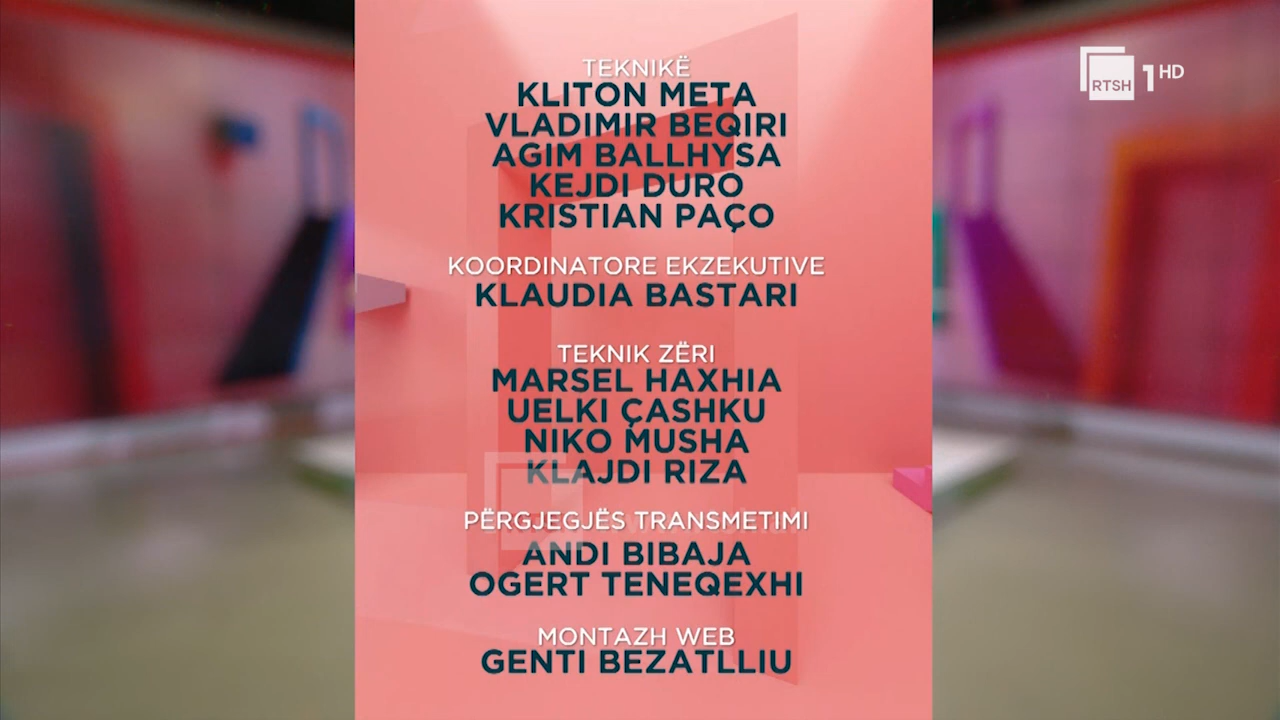 TEKNIKË
KLITON META
VLADIMIR BEQIRI
AGIM BALLHYSA
KEJDI DURO
KRISTIAN PAÇO
KOORDINATORE EKZEKUTIVE
KLAUDIA BASTARI
TEKNIK ZËRI
MARSEL HAXHIA
UELKI ÇASHKU
NIKO MUSHA
KLAJDI RIZA
PËRGJEGJËS TRANSMETIMI
ANDI BIBAJA
OGERT TENEQEXHI
MONTAZH WEB
GENTI BEZATLLIU
RTSH 1 HD